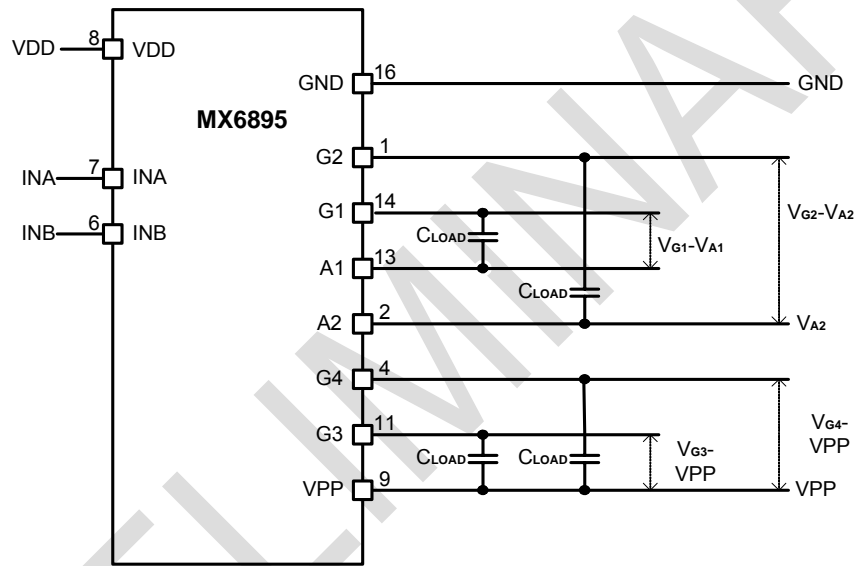 VDD 8 VDD
GND 16 GND
MX6895
G2 1
INA 7 INA
G1 14
VG2-VA2
CLOAD
VG1-VA1
INB 6 INB
A1 13
CLOAD
A2 2 VA2
G4 4
G3 11
VG4-
VPP
CLOAD CLOAD
VG3-
VPP
VPP 9 VPP
ELIMINAR